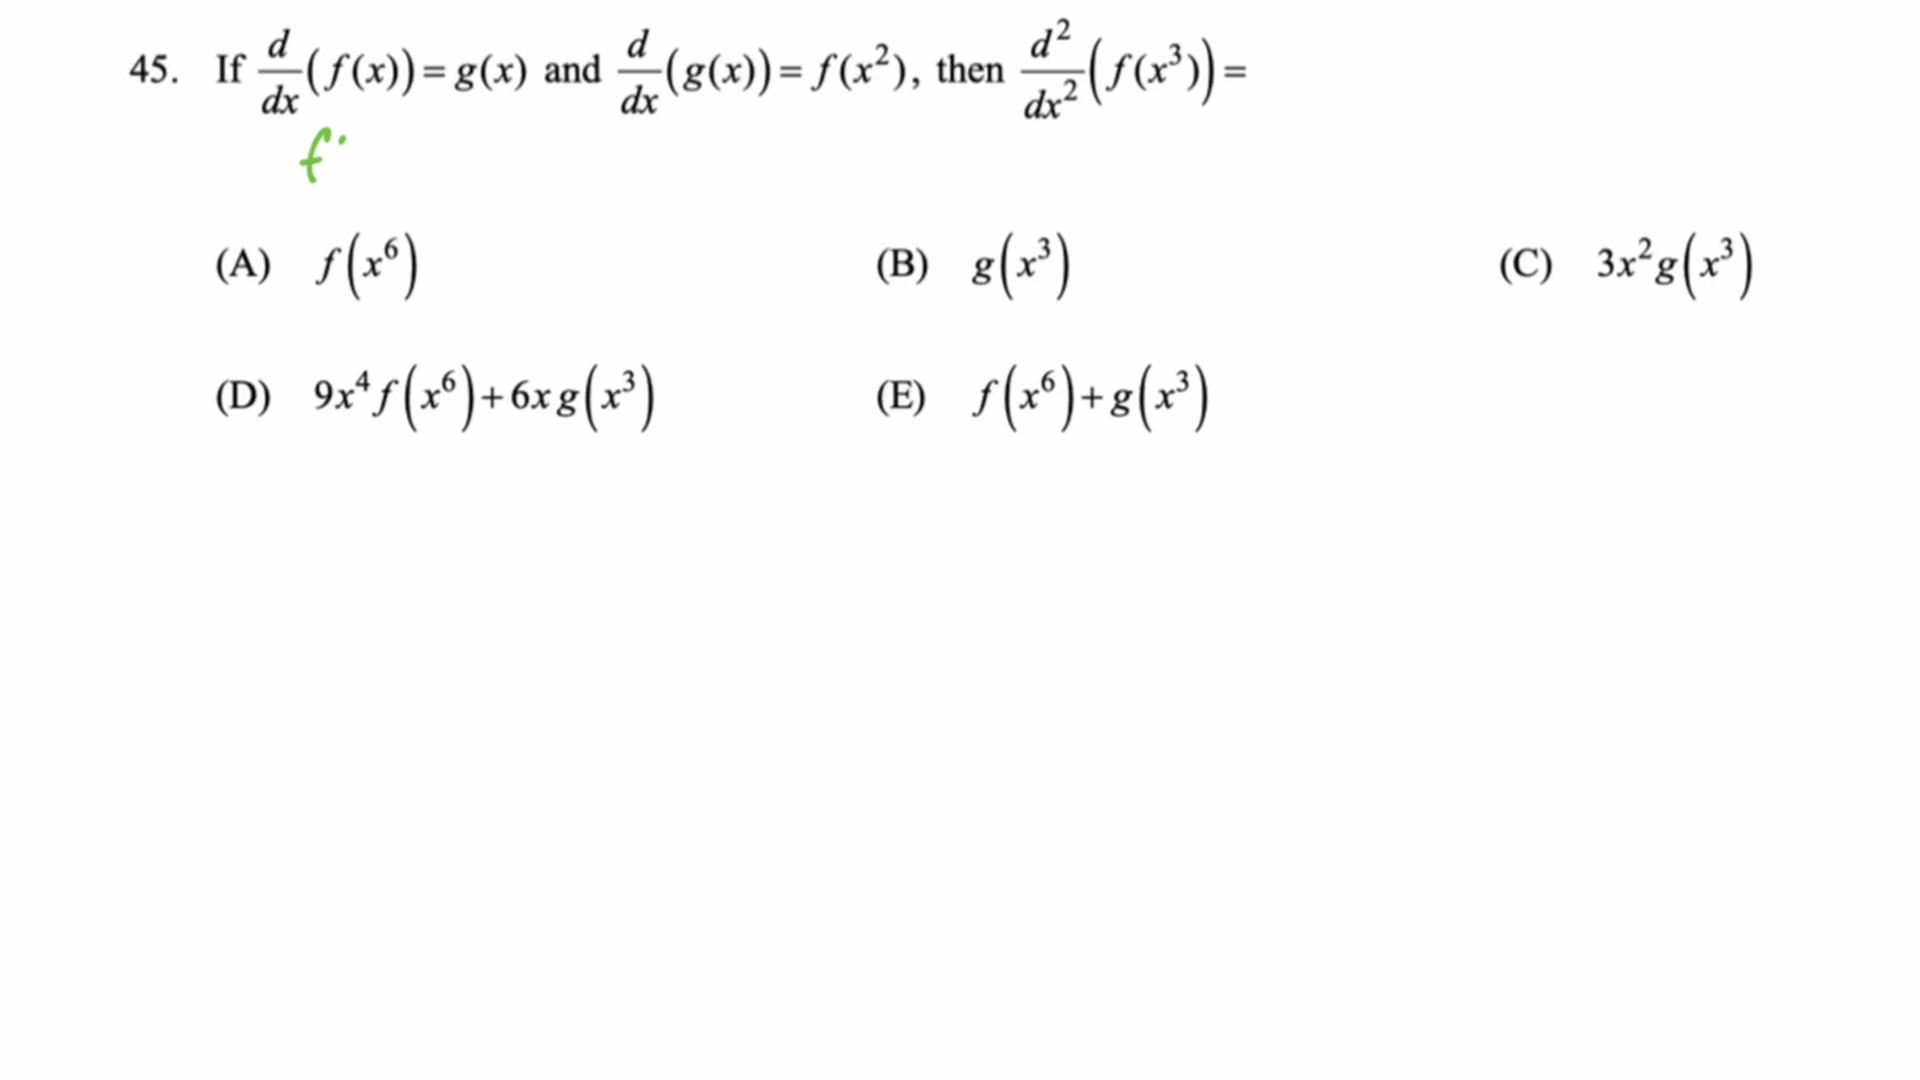 45. If d/dx (f(x)) = g(x) and d/dx (g(x)) = f(x²), then d²/dx² (f(x³)) =
f'
(A) f(x⁶) (B) g(x³) (C) 3x²g(x³)
(D) 9x⁴f(x⁶)+6xg(x³) (E) f(x⁶)+g(x³)